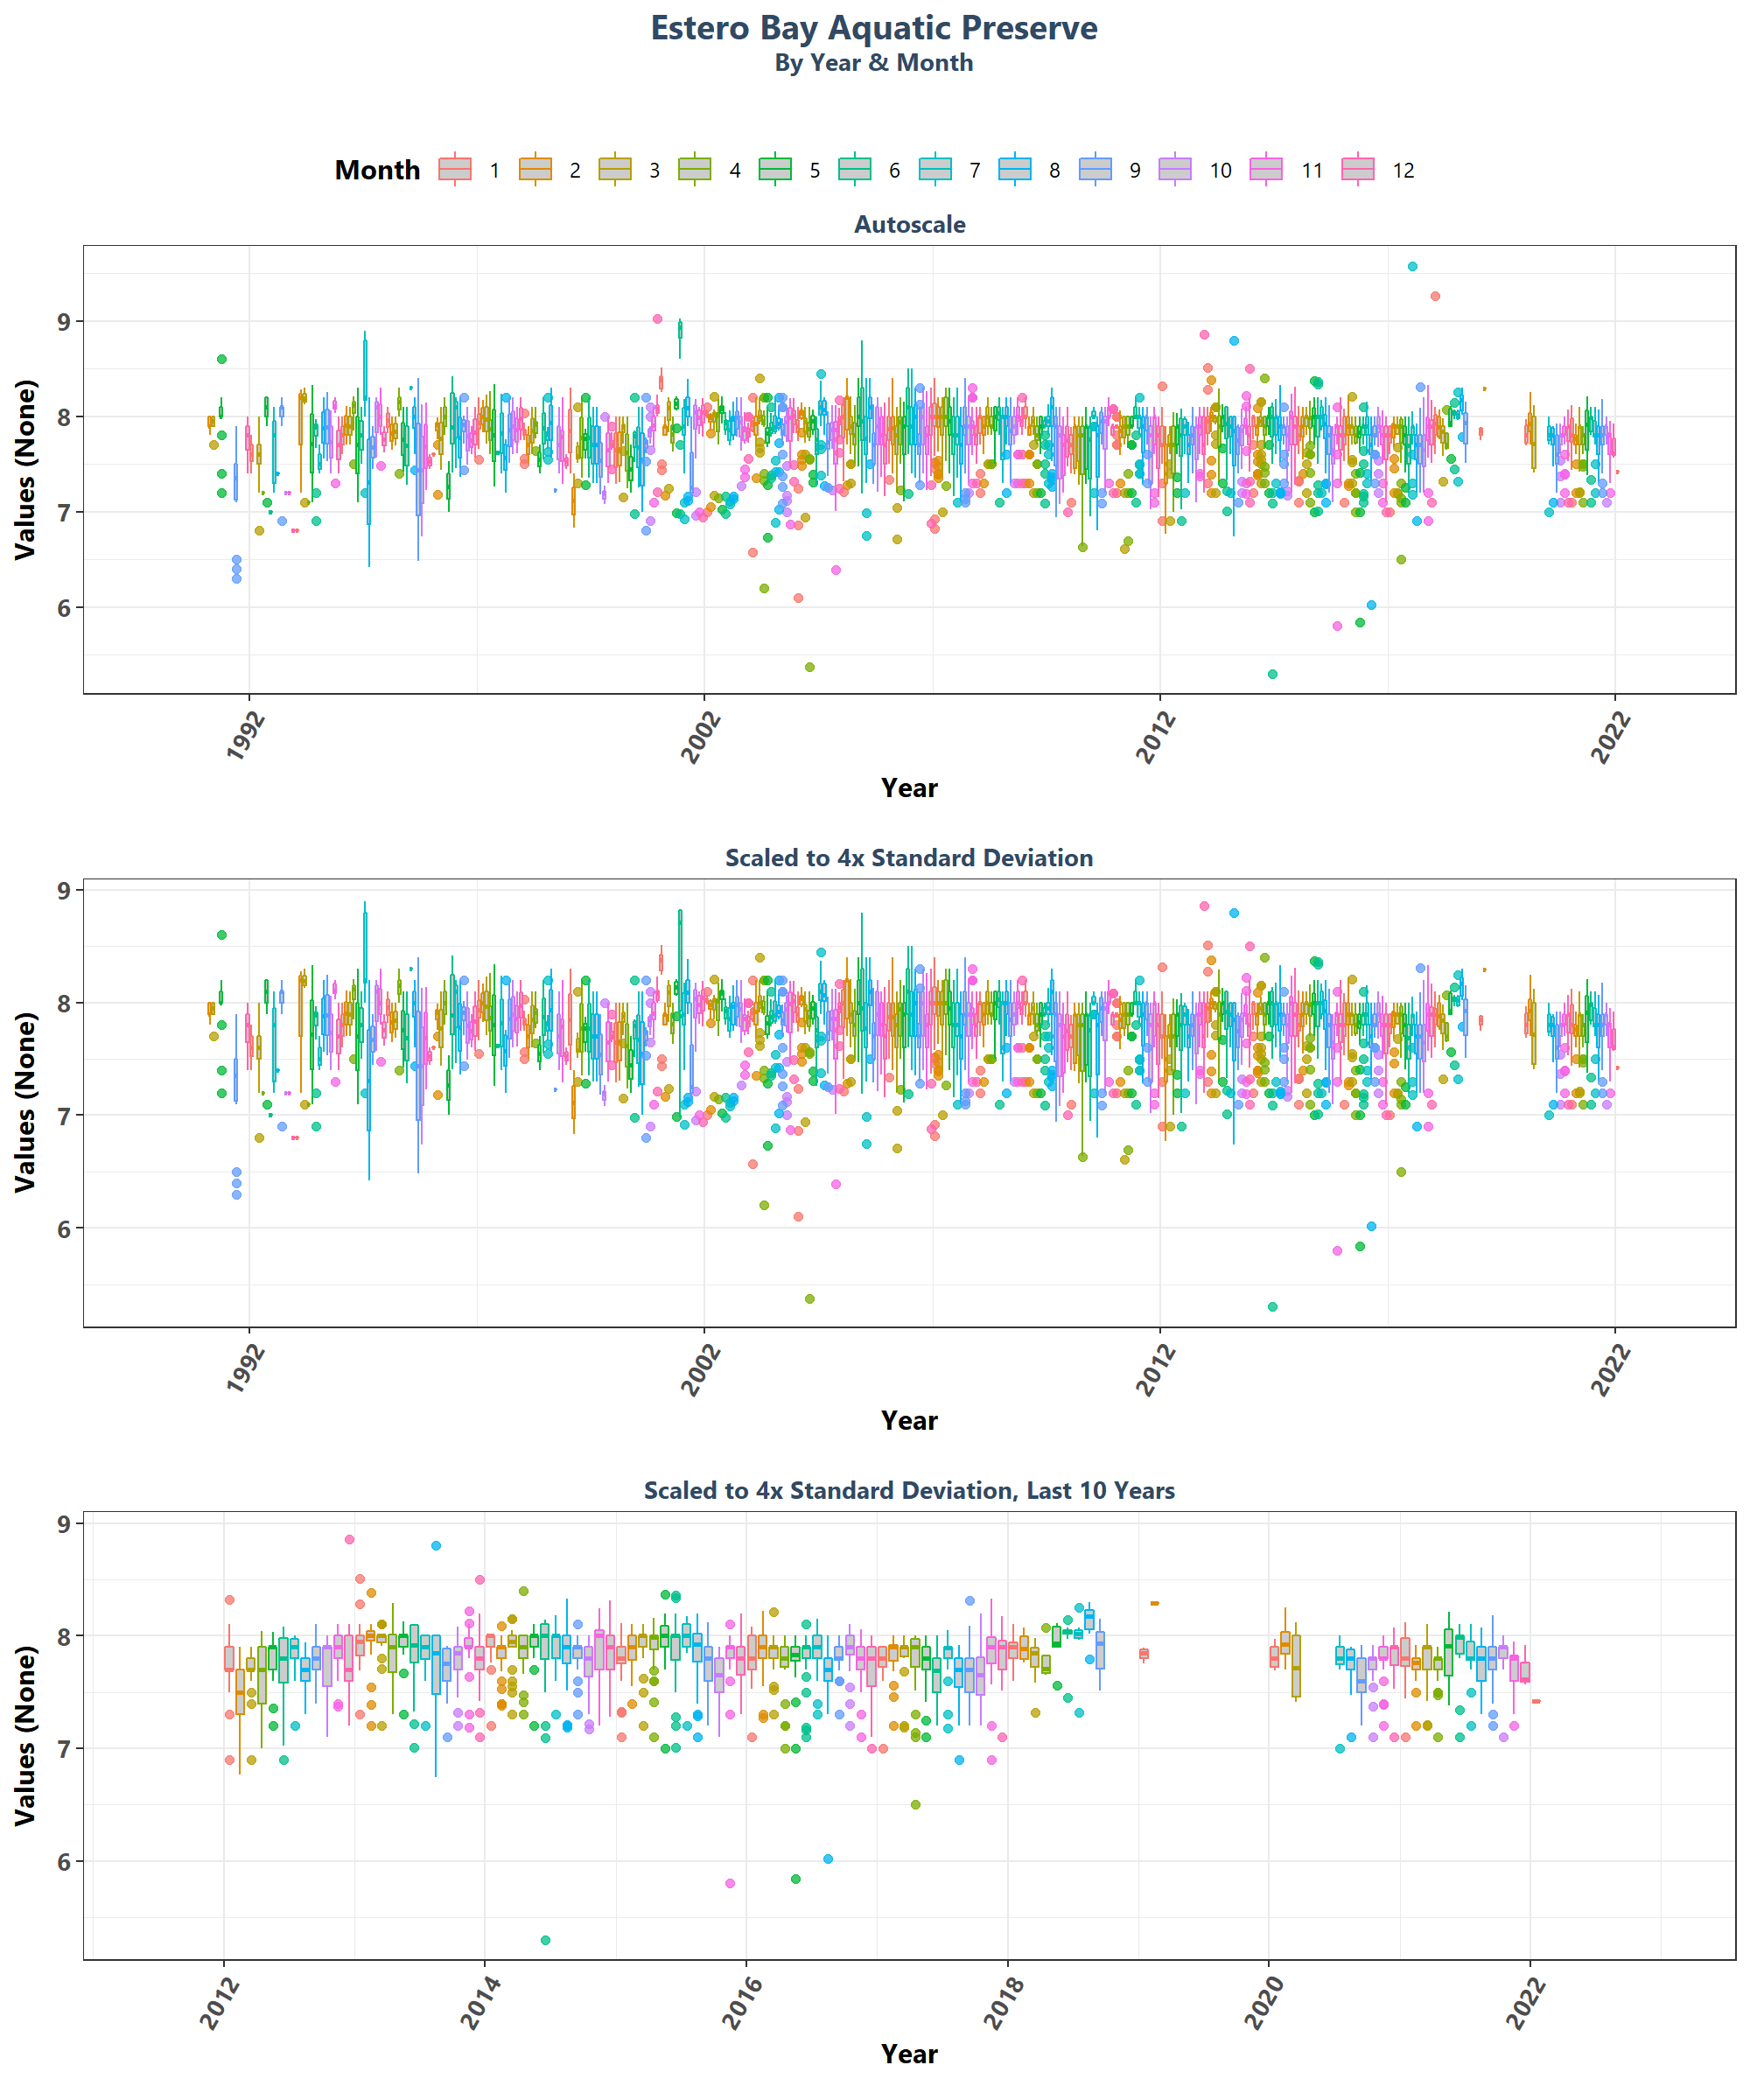 Estero Bay Aquatic Preserve
By Year & Month
Month 1 2 3 4 5 6 7 8 9 10 11 12
Autoscale
Values (None)
9
8
7
6
1992 2002 2012 2022
Year
Scaled to 4x Standard Deviation
Values (None)
9
8
7
6
1992 2002 2012 2022
Year
Scaled to 4x Standard Deviation, Last 10 Years
Values (None)
9
8
7
6
2012 2014 2016 2018 2020 2022
Year